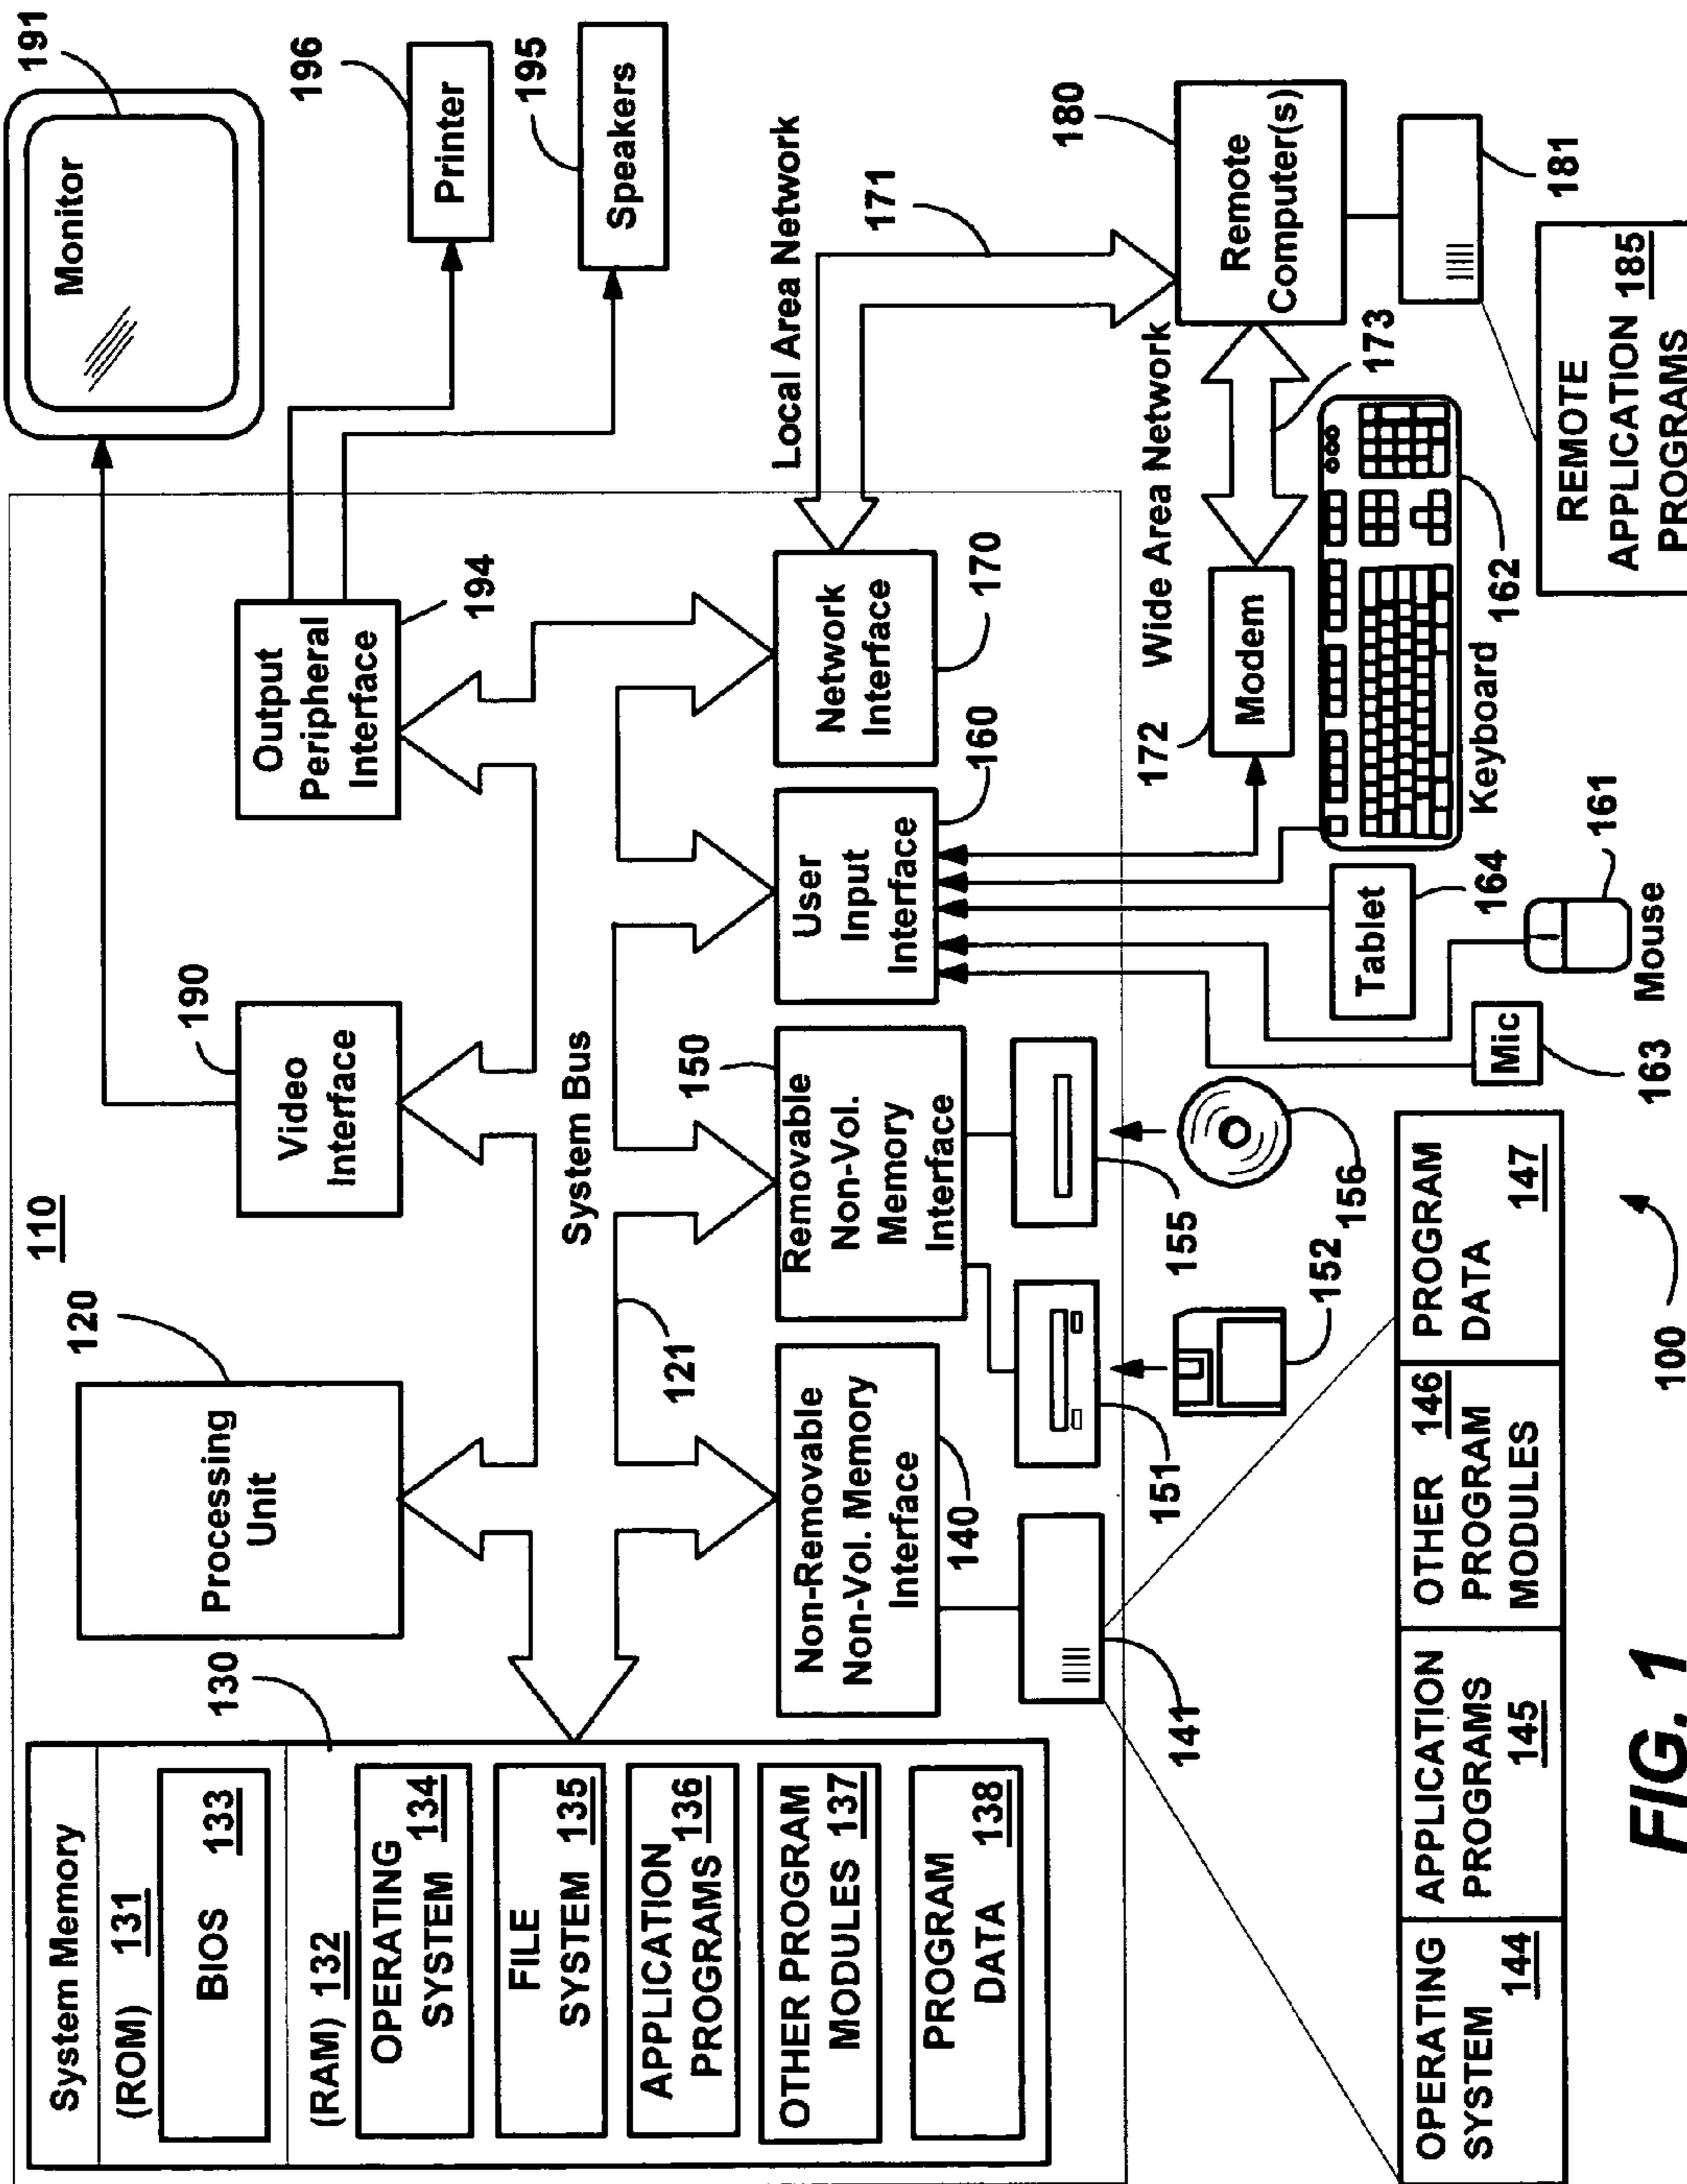 110
System Memory
(ROM) 131
BIOS 133
(RAM) 132
OPERATING
SYSTEM 134
FILE
SYSTEM 135
APPLICATION
PROGRAMS 136
OTHER PROGRAM
MODULES 137
PROGRAM
DATA 138
130
Processing
Unit
120
Video
Interface
190
Output
Peripheral
Interface
194
Monitor
191
Printer
196
Speakers
195
System Bus
121
Non-Removable
Non-Vol. Memory
Interface
140
Removable
Non-Vol.
Memory
Interface
150
User
Input
Interface
160
Network
Interface
170
Local Area Network
171
141
151
152
155
156
172
Modem
Wide Area Network
173
Remote
Computer(s)
180
181
Keyboard
162
Tablet
164
Mic
163
Mouse
161
REMOTE
APPLICATION 185
PROGRAMS
OPERATING
SYSTEM 144
APPLICATION
PROGRAMS
145
OTHER 146
PROGRAM
MODULES
PROGRAM
DATA 147
100
FIG. 1